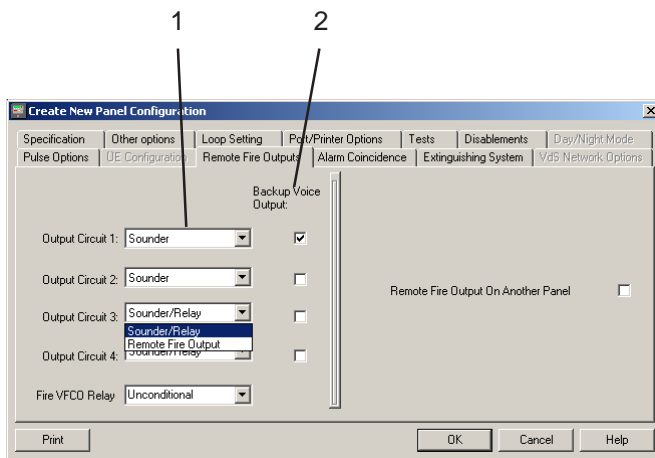 1 2
Create New Panel Configuration
Specification Other options Loop Setting Port/Printer Options Tests Disablements Day/Night Mode
Pulse Options UE Configuration Remote Fire Outputs Alarm Coincidence Extinguishing System VdS Network Options
Backup Voice
Output:
Output Circuit 1: Sounder
Output Circuit 2: Sounder
Remote Fire Output On Another Panel
Output Circuit 3: Sounder/Relay
Sounder/Relay
Remote Fire Output
Output Circuit 4: Sounder/Relay
Fire VFCO Relay Unconditional
Print OK Cancel Help